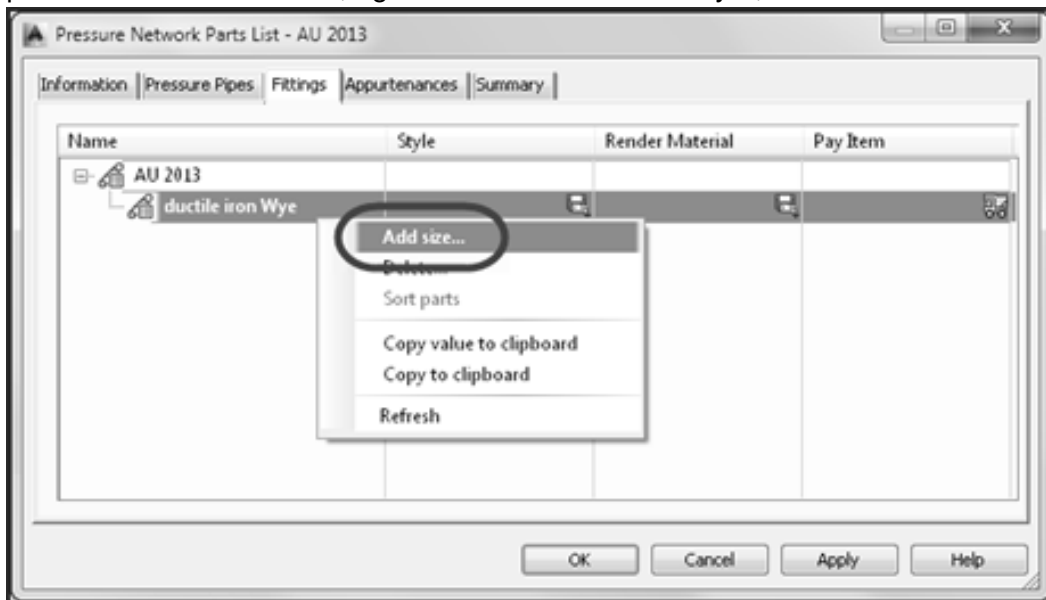 Pressure Network Parts List - AU 2013
Information Pressure Pipes Fittings Appurtenances Summary
Name Style Render Material Pay Item
AU 2013
ductile iron Wye
Add size...
Delete...
Sort parts
Copy value to clipboard
Copy to clipboard
Refresh
OK Cancel Apply Help